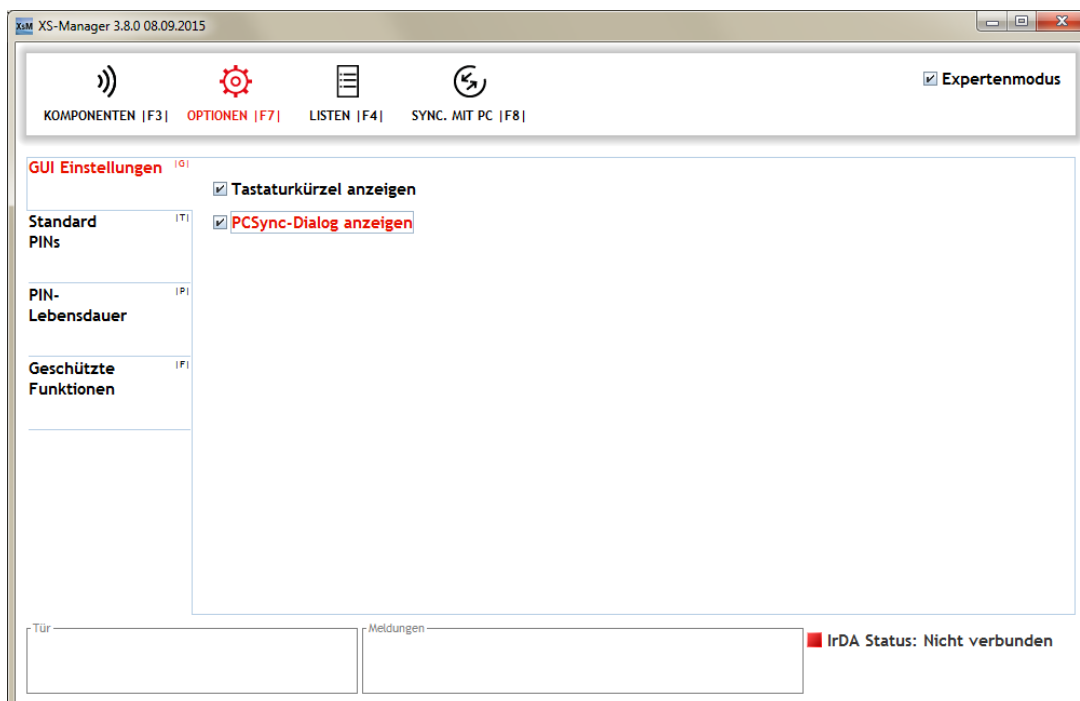 XSM XS-Manager 3.8.0 08.09.2015
KOMPONENTEN |F3| OPTIONEN |F7| LISTEN |F4| SYNC. MIT PC |F8| Expertenmodus
GUI Einstellungen |G|
Tastaturkürzel anzeigen
PCSync-Dialog anzeigen
Standard |T|
PINs
PIN- |P|
Lebensdauer
Geschützte |F|
Funktionen
Tür
Meldungen
IrDA Status: Nicht verbunden